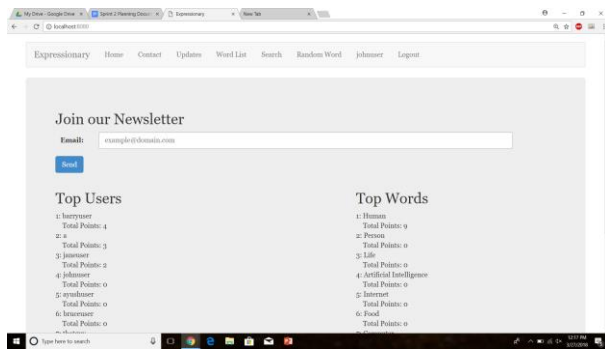 My Drive - Google Drive
Sprint 2 Planning Docum
Expressionary
New Tab
localhost:8080
Expressionary Home Contact Updates Word List Search Random Word johnuser Logout
Join our Newsletter
Email: example@domain.com
Send
Top Users
1: barryuser
Total Points: 4
2: a
Total Points: 3
3: janeuser
Total Points: 2
4: johnuser
Total Points: 0
5: ayushuser
Total Points: 0
6: bruceuser
Total Points: 0
Top Words
1: Human
Total Points: 9
2: Person
Total Points: 0
3: Life
Total Points: 0
4: Artificial Intelligence
Total Points: 0
5: Internet
Total Points: 0
6: Food
Total Points: 0
Type here to search
12:17 PM